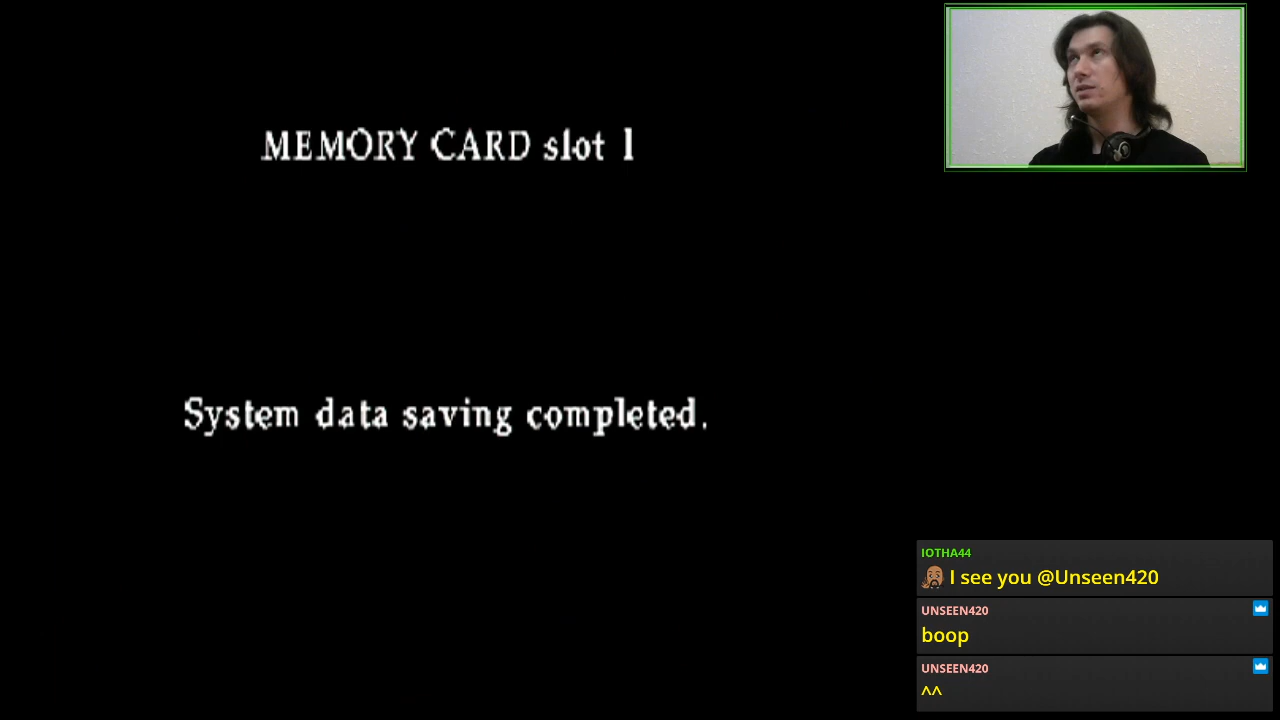 MEMORY CARD slot 1
System data saving completed.
IOTHA44
I see you @Unseen420
UNSEEN420
boop
UNSEEN420
^^